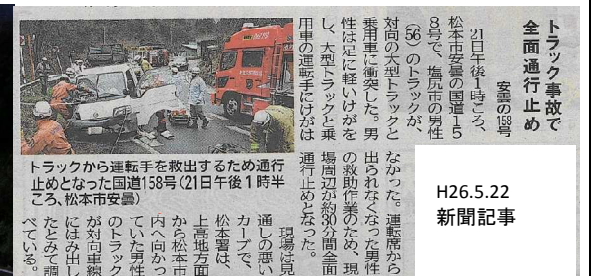 トラック事故で
全面通行止め
安曇の158号
21日午後1時ころ、
松本市安曇の国道15
8号で、塩尻市の男性
(56)のトラックが、
対向の大型トラックと
乗用車に衝突した。男
性は足に軽いけがを
し、大型トラックと乗
用車の運転手にけがは
なかった。運転席から
出られなくなった男性
の救助作業のため、現
場周辺が約30分間全面
通行止めとなった。
現場は見
通しの悪い
カーブで、
松本署は、
上高地方面
から松本市
内へ向かっ
ていた男性
のトラック
が対向車線
にはみ出し
たとみて調
べている。
トラックから運転手を救出するため通行
止めとなった国道158号(21日午後1時半
ころ、松本市安曇)
H26.5.22
新聞記事